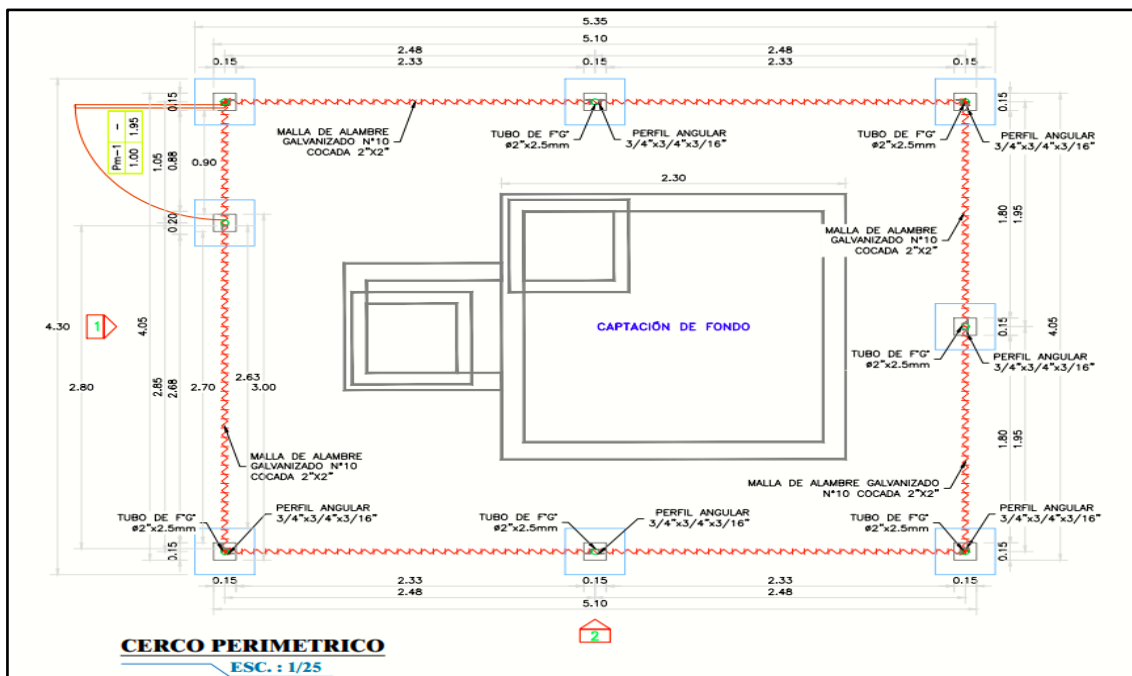 5.35
5.10
2.48 2.48
0.15 2.33 0.15 2.33 0.15
0.15
0.15
MALLA DE ALAMBRE
GALVANIZADO N°10
COCADA 2"X2"
TUBO DE F°G°
ø2"x2.5mm
PERFIL ANGULAR
3/4"x3/4"x3/16"
TUBO DE F°G°
ø2"x2.5mm
PERFIL ANGULAR
3/4"x3/4"x3/16"
Pm-1 -
1.00 1.95
1.05
0.88
0.90
2.30
0.20
1.80
1.95
MALLA DE ALAMBRE
GALVANIZADO N°10
COCADA 2"X2"
4.30
1
4.05
CAPTACIÓN DE FONDO
0.15
4.05
TUBO DE F°G°
ø2"x2.5mm
PERFIL ANGULAR
3/4"x3/4"x3/16"
2.80
2.85
2.68
2.70
2.63
3.00
1.80
1.95
MALLA DE ALAMBRE
GALVANIZADO N°10
COCADA 2"X2"
MALLA DE ALAMBRE GALVANIZADO
N°10 COCADA 2"X2"
TUBO DE F°G°
ø2"x2.5mm
PERFIL ANGULAR
3/4"x3/4"x3/16"
TUBO DE F°G°
ø2"x2.5mm
PERFIL ANGULAR
3/4"x3/4"x3/16"
TUBO DE F°G°
ø2"x2.5mm
PERFIL ANGULAR
3/4"x3/4"x3/16"
0.15
0.15
0.15 2.33 0.15 2.33 0.15
2.48 2.48
5.10
2
CERCO PERIMETRICO
ESC. : 1/25